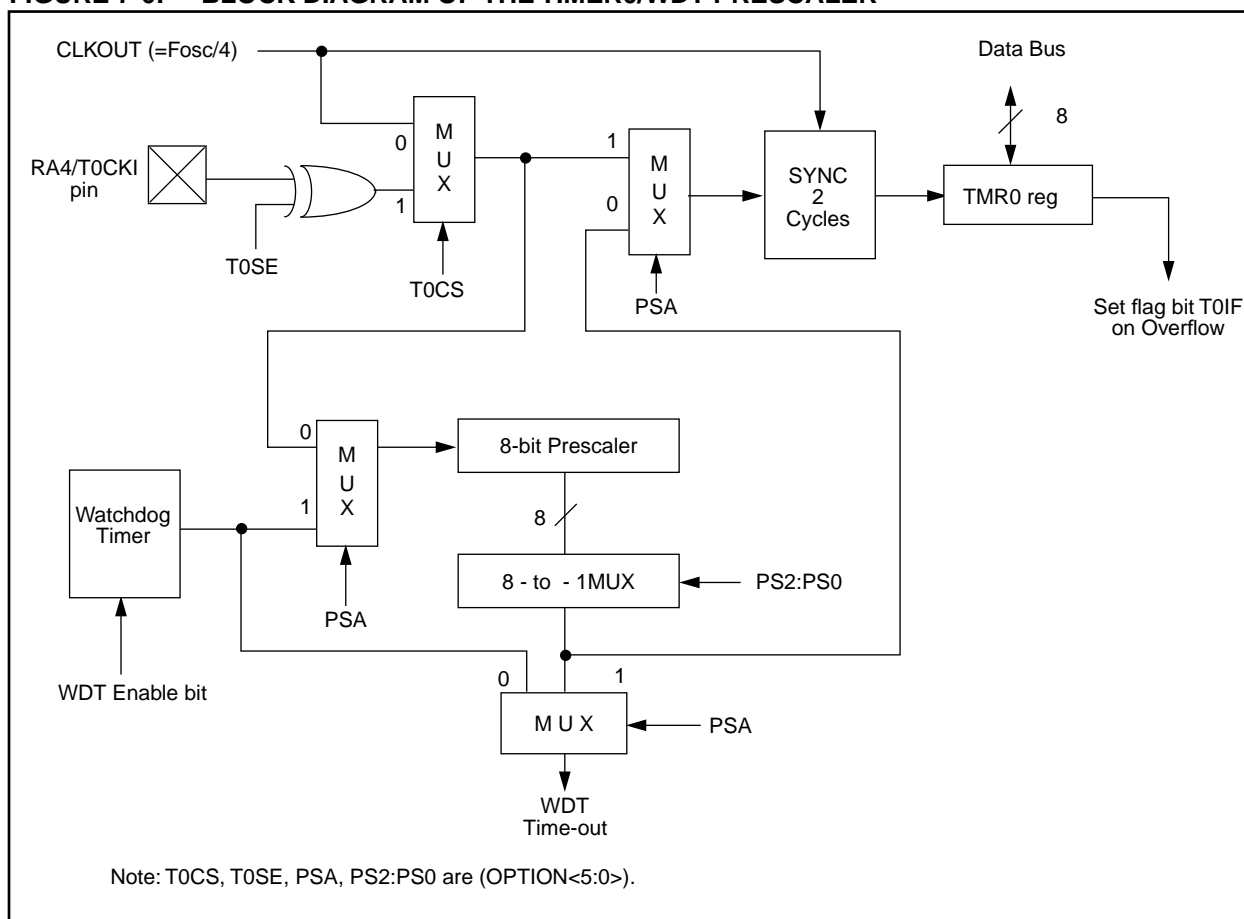 CLKOUT (=Fosc/4)
Data Bus
8
M
U
X
0
1
RA4/T0CKI
pin
T0SE
T0CS
1
0
M
U
X
PSA
SYNC
2
Cycles
TMR0 reg
Set flag bit T0IF
on Overflow
0
1
M
U
X
PSA
8-bit Prescaler
8
Watchdog
Timer
8 - to - 1MUX
PS2:PS0
WDT Enable bit
0
1
M U X
PSA
WDT
Time-out
Note: T0CS, T0SE, PSA, PS2:PS0 are (OPTION<5:0>).